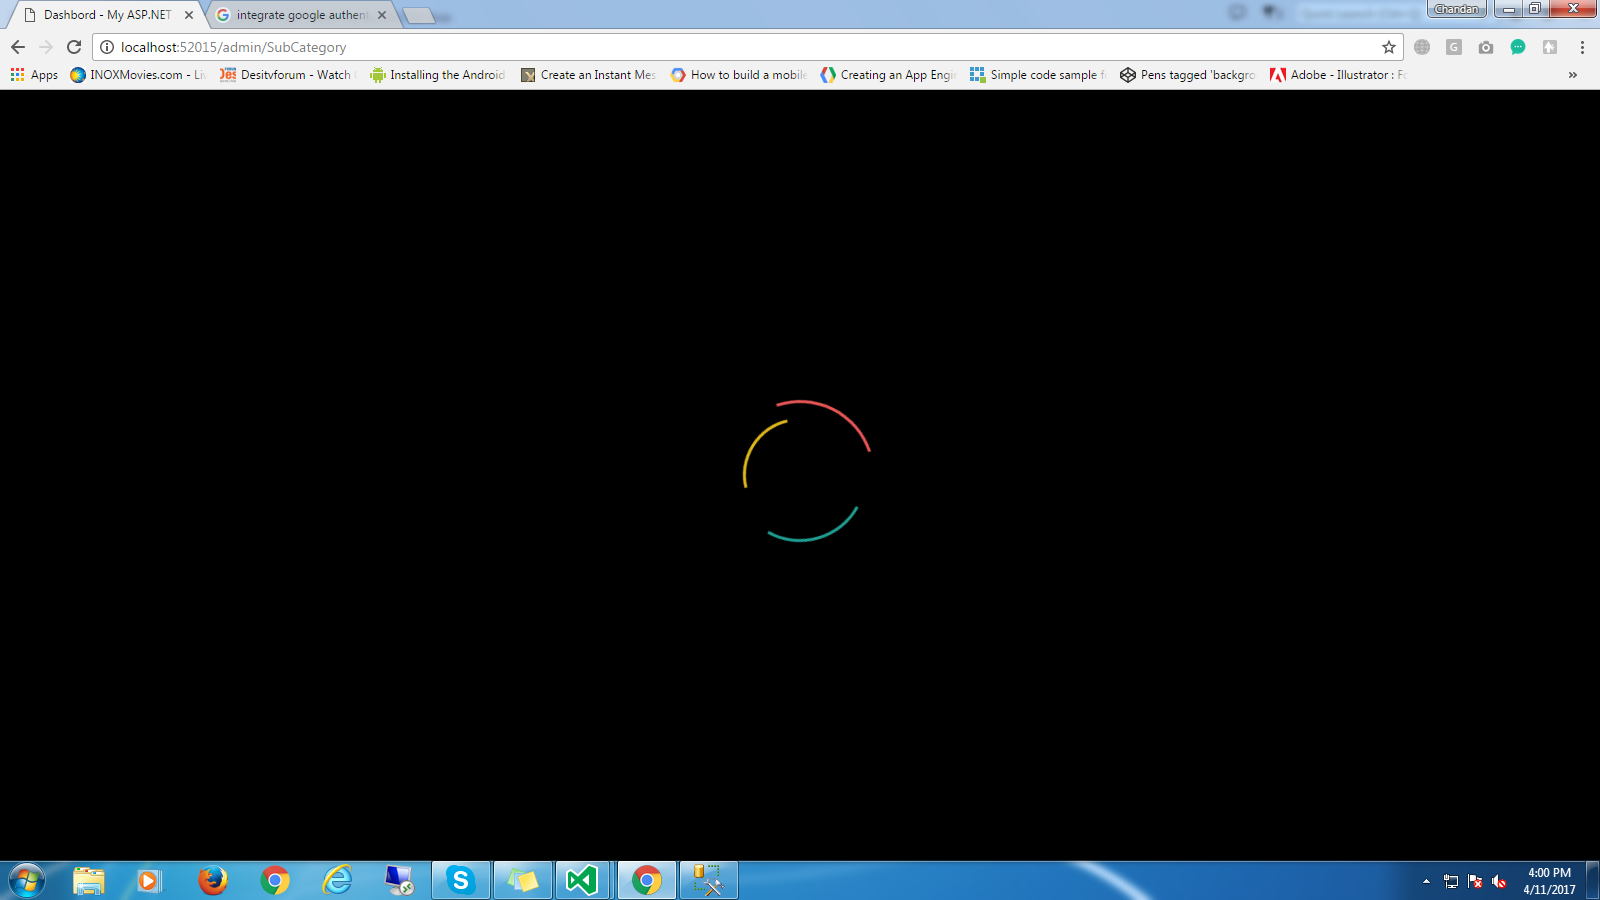 Dashbord - My ASP.NET
integrate google authent
Chandan
localhost:52015/admin/SubCategory
Apps
INOXMovies.com - Li
Desitvforum - Watch
Installing the Android
Create an Instant Mes
How to build a mobile
Creating an App Engi
Simple code sample f
Pens tagged 'backgro
Adobe - Illustrator : Fo
4:00 PM
4/11/2017